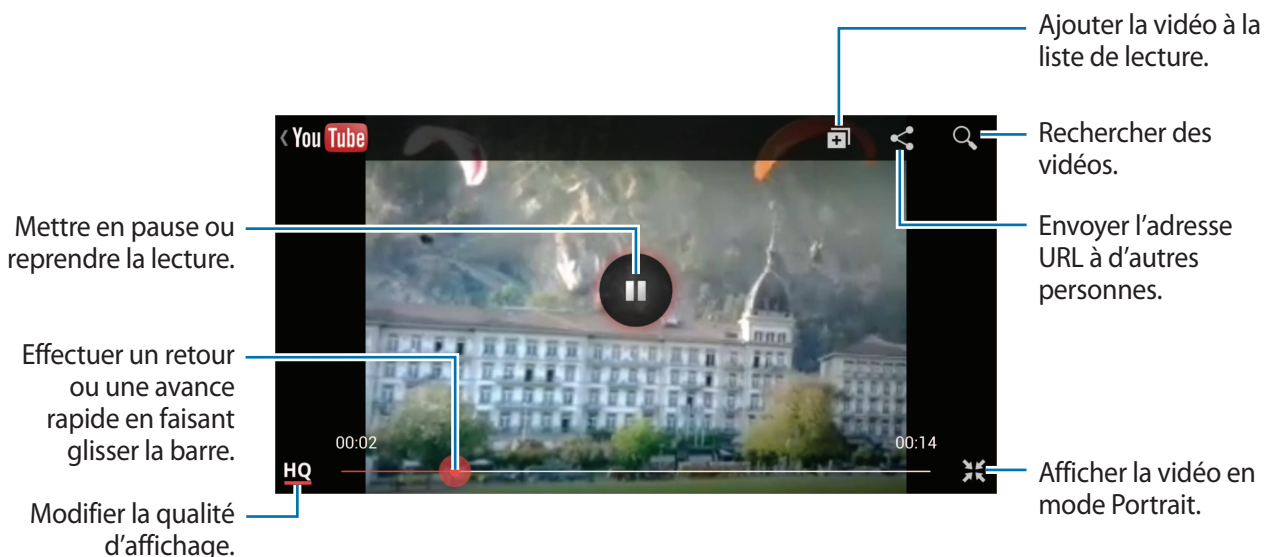 Ajouter la vidéo à la
liste de lecture.
You Tube
Rechercher des
vidéos.
Mettre en pause ou
reprendre la lecture.
Envoyer l'adresse
URL à d'autres
personnes.
Effectuer un retour
ou une avance
rapide en faisant
glisser la barre.
00:02
00:14
HQ
Afficher la vidéo en
mode Portrait.
Modifier la qualité
d'affichage.